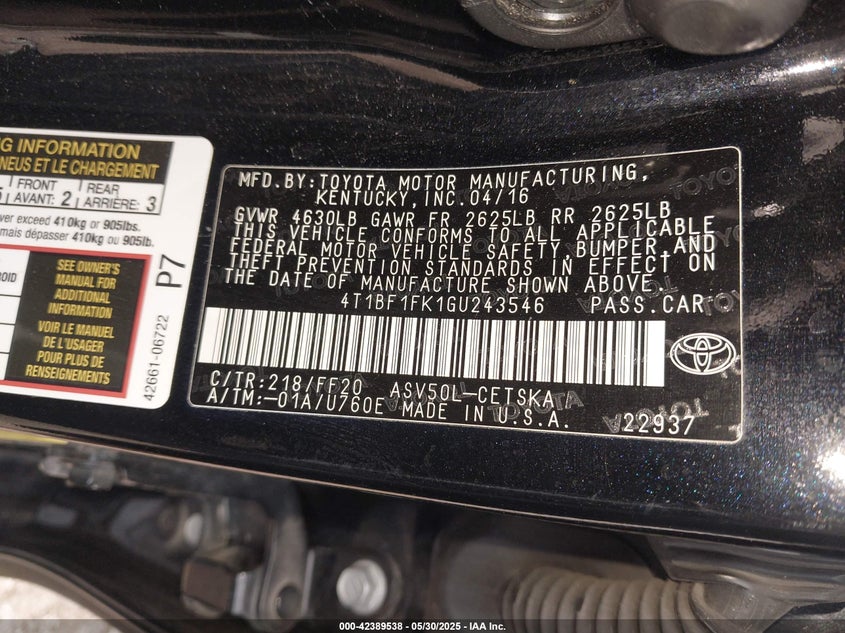 NG INFORMATION
NEUS ET LE CHARGEMENT
5 FRONT AVANT: 2 REAR ARRIÈRE: 3
ver exceed 410kg or 905lbs.
mais dépasser 410kg ou 905lb.
SEE OWNER'S
MANUAL FOR
ADDITIONAL
INFORMATION
VOIR LE MANUEL
DE L'USAGER
POUR PLUS DE
RENSEIGNEMENTS
P7
42661-06722
MFD.BY:TOYOTA MOTOR MANUFACTURING,
KENTUCKY,INC.04/16
GVWR 4630LB GAWR FR 2625LB RR 2625LB
THIS VEHICLE CONFORMS TO ALL APPLICABLE
FEDERAL MOTOR VEHICLE SAFETY,BUMPER,AND
THEFT PREVENTION STANDARDS IN EFFECT ON
THE DATE OF MANUFACTURE SHOWN ABOVE.
4T1BF1FK1GU243546 PASS.CAR
C/TR:218/FF20 ASV50L-CETSKA
A/TM:-01A/U760E MADE IN U.S.A. 22937
000-42389538 - 05/30/2025 - IAA Inc.